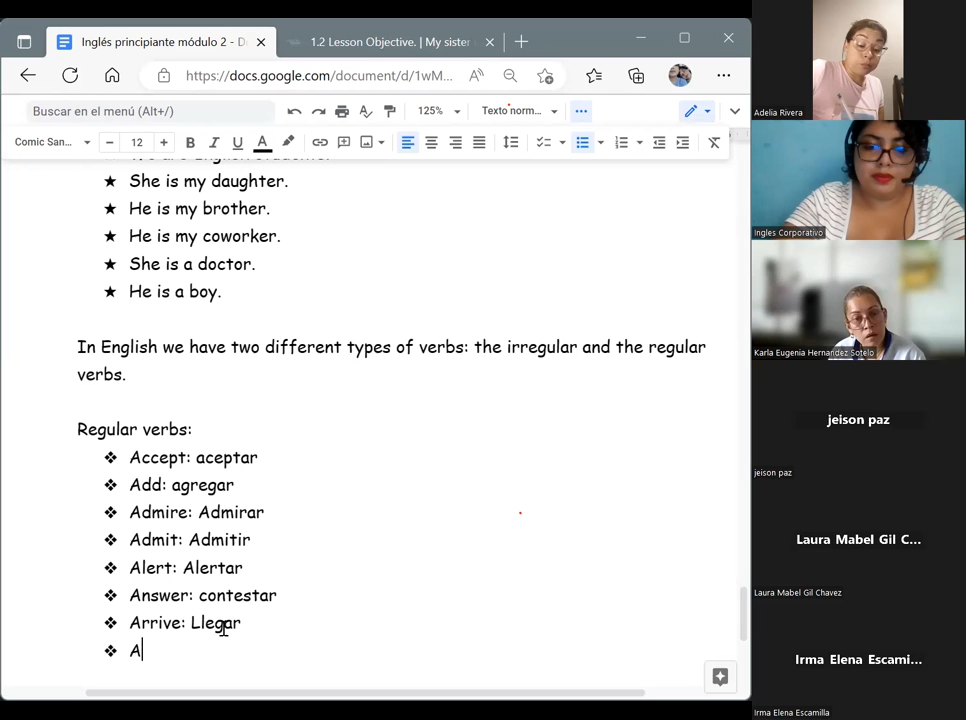 Inglés principiante módulo 2 - D
1.2 Lesson Objective. | My sister
https://docs.google.com/document/d/1wM...
Buscar en el menú (Alt+/)
125%
Texto norm...
Comic San...
12
She is my daughter.
He is my brother.
He is my coworker.
She is a doctor.
He is a boy.
In English we have two different types of verbs: the irregular and the regular
verbs.
Regular verbs:
Accept: aceptar
Add: agregar
Admire: Admirar
Admit: Admitir
Alert: Alertar
Answer: contestar
Arrive: Llegar
A
Adelia Rivera
Ingles Corporativo
Karla Eugenia Hernandez Sotelo
jeison paz
jeison paz
Laura Mabel Gil C...
Laura Mabel Gil Chavez
Irma Elena Escami...
Irma Elena Escamilla